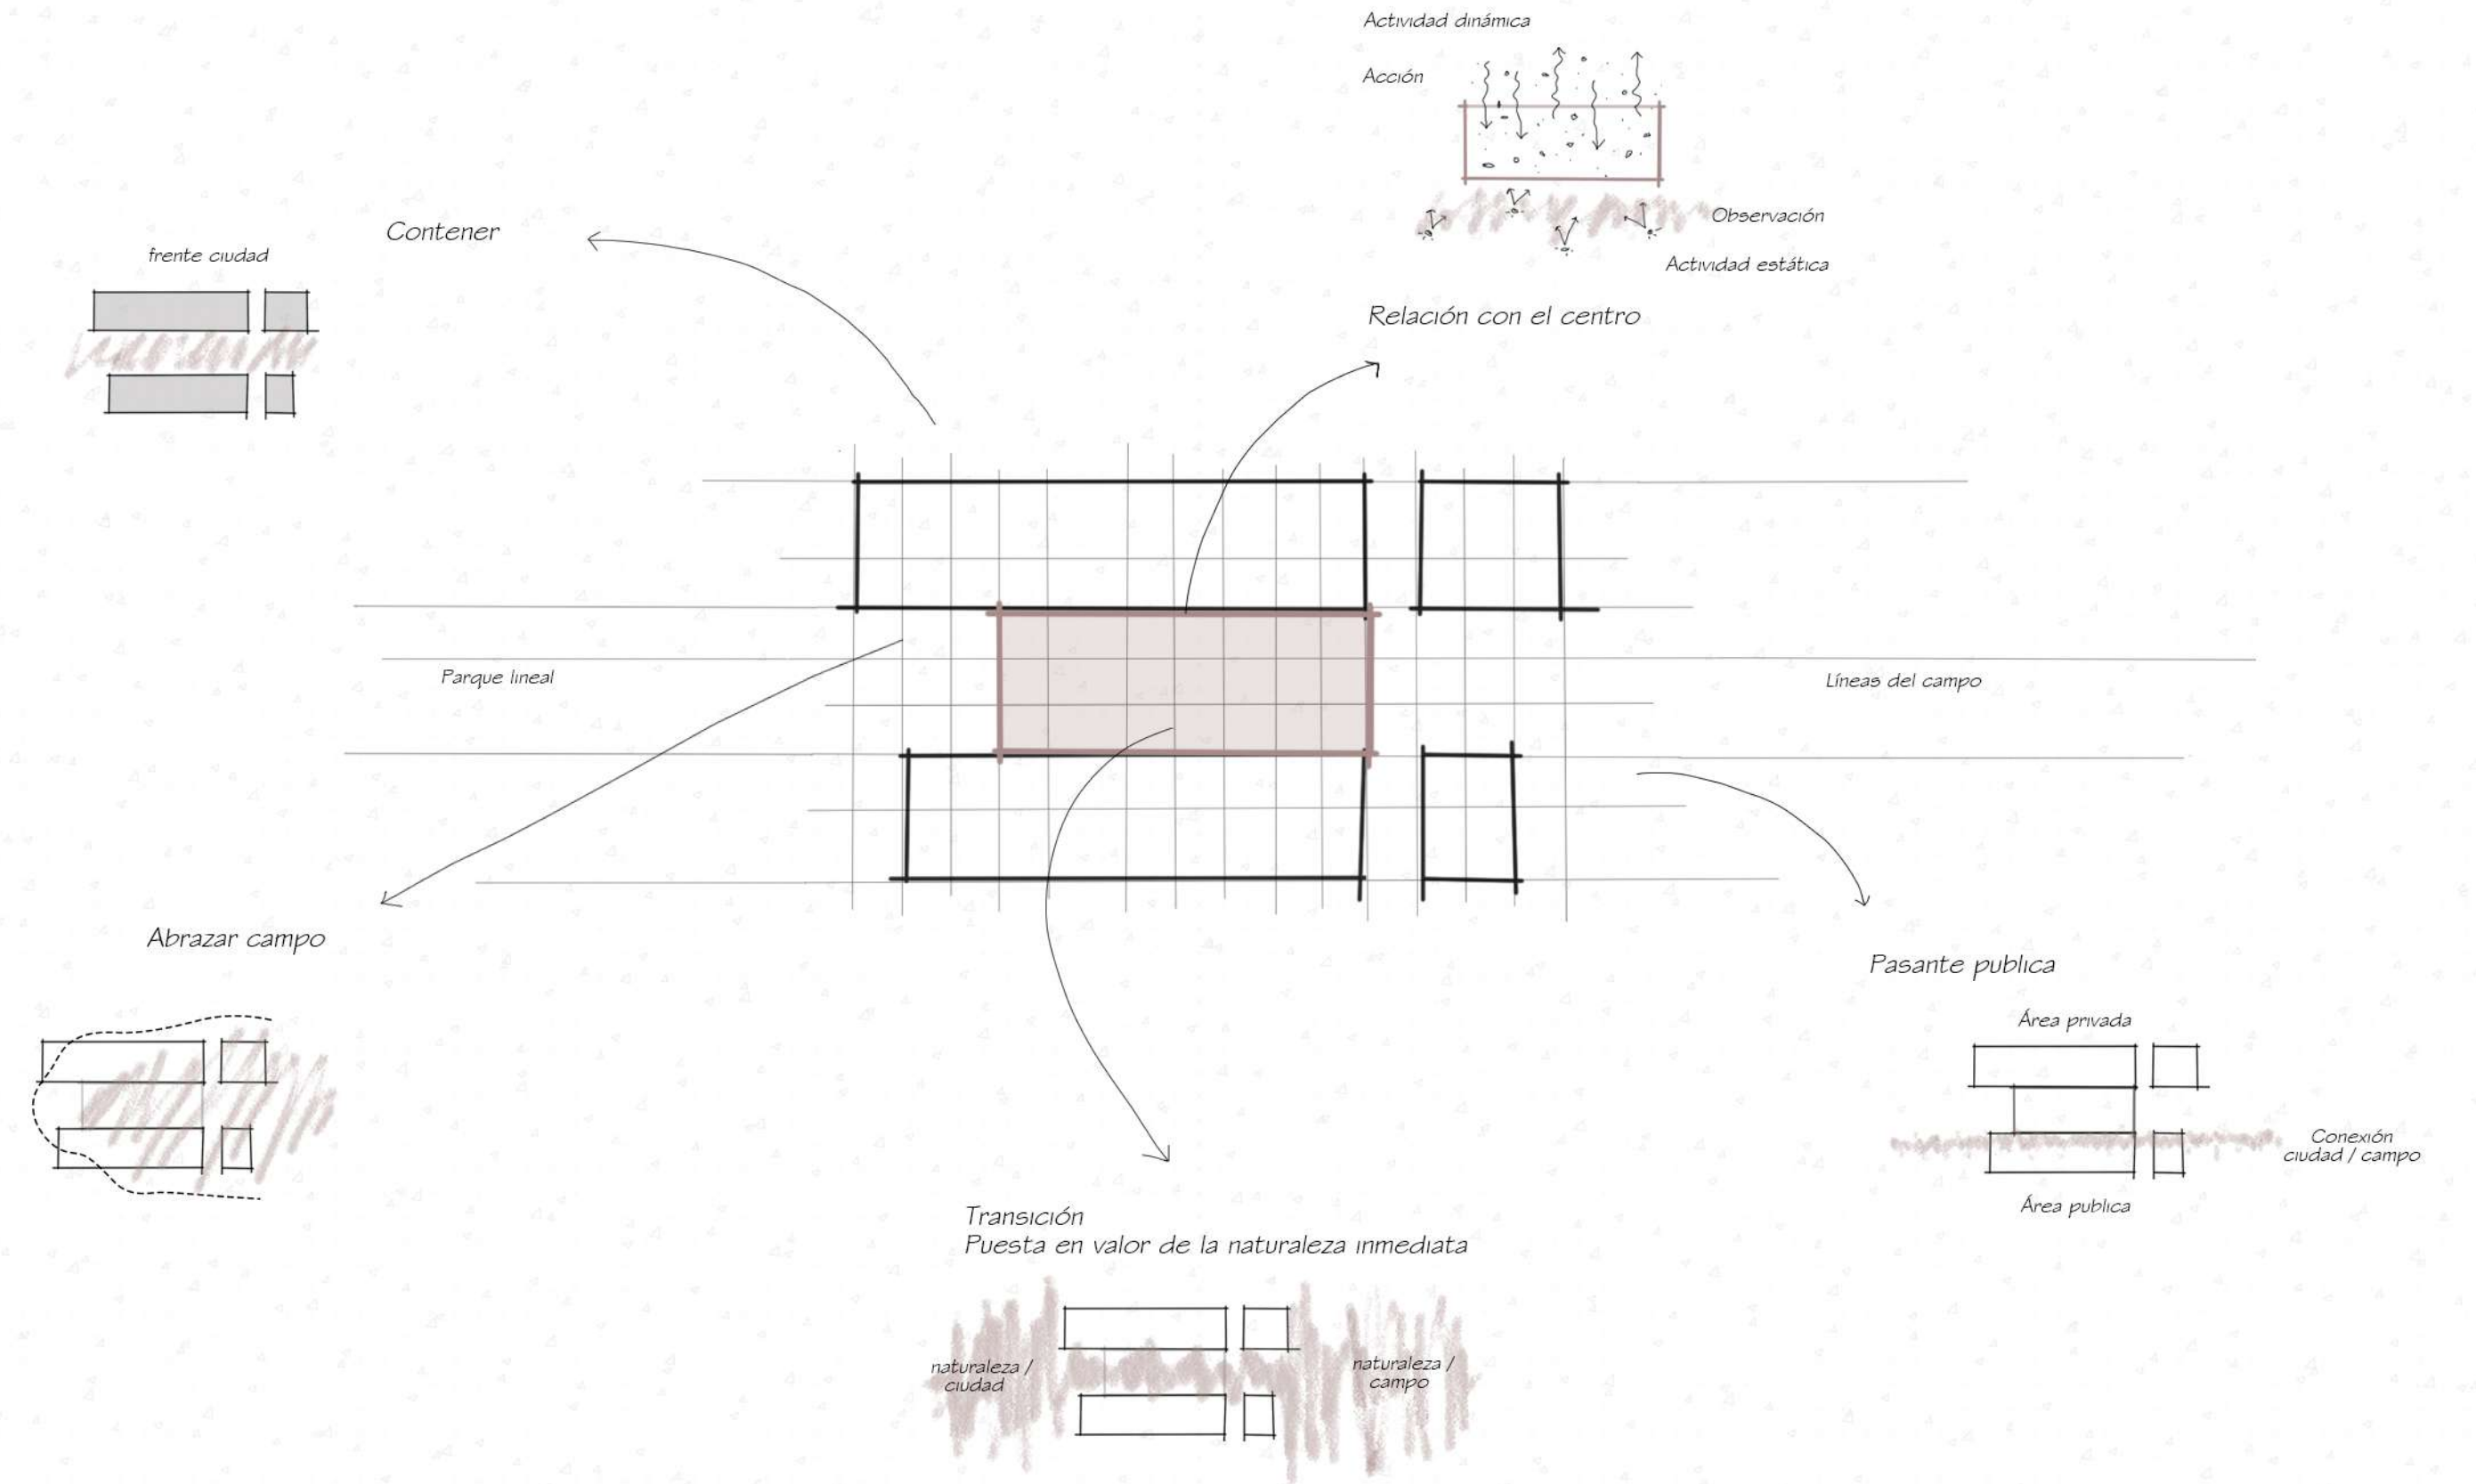 Actividad dinámica
Acción
Observación
Actividad estática
Relación con el centro
Contener
frente ciudad
Parque lineal
Líneas del campo
Abrazar campo
Pasante publica
Área privada
Conexión
ciudad / campo
Área publica
Transición
Puesta en valor de la naturaleza inmediata
naturaleza /
ciudad
naturaleza /
campo